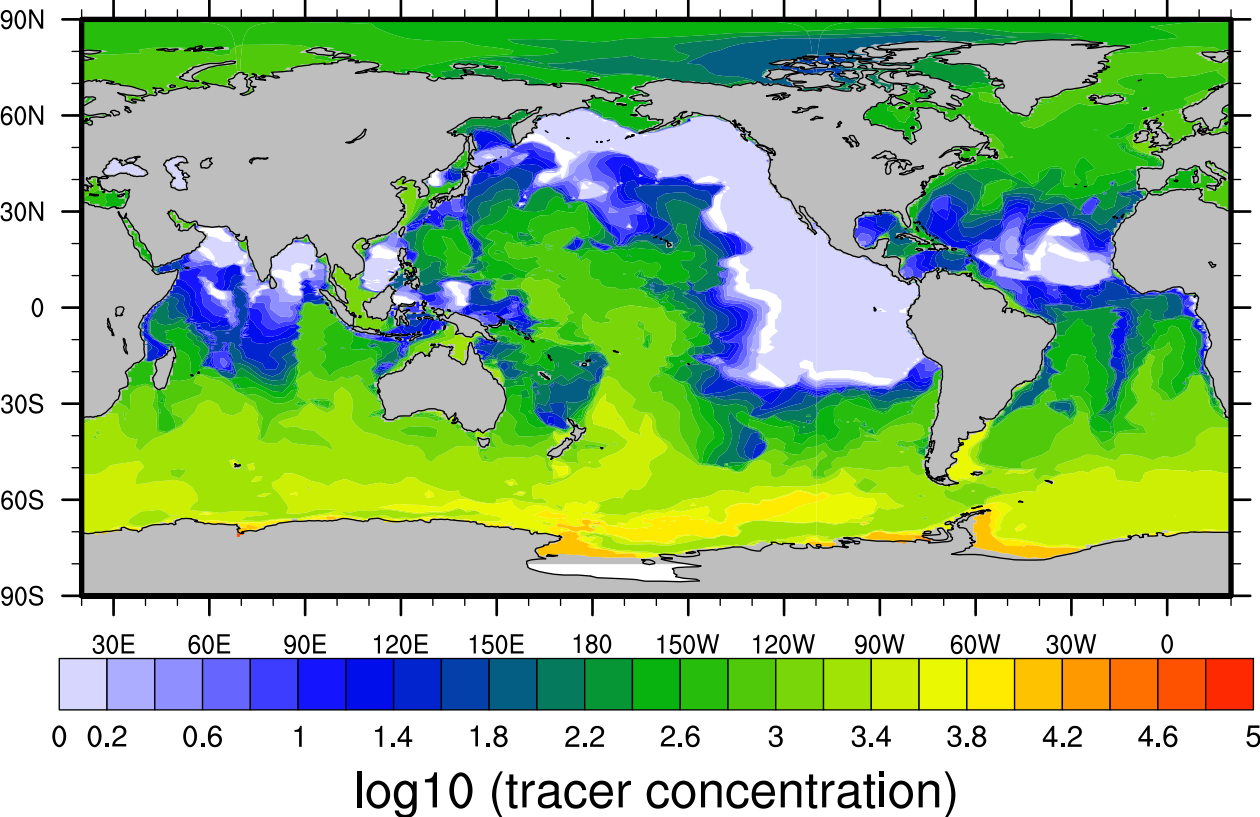 90N
60N
30N
0
30S
60S
90S
30E 60E 90E 120E 150E 180 150W 120W 90W 60W 30W 0
0 0.2 0.6 1 1.4 1.8 2.2 2.6 3 3.4 3.8 4.2 4.6 5
log10 (tracer concentration)